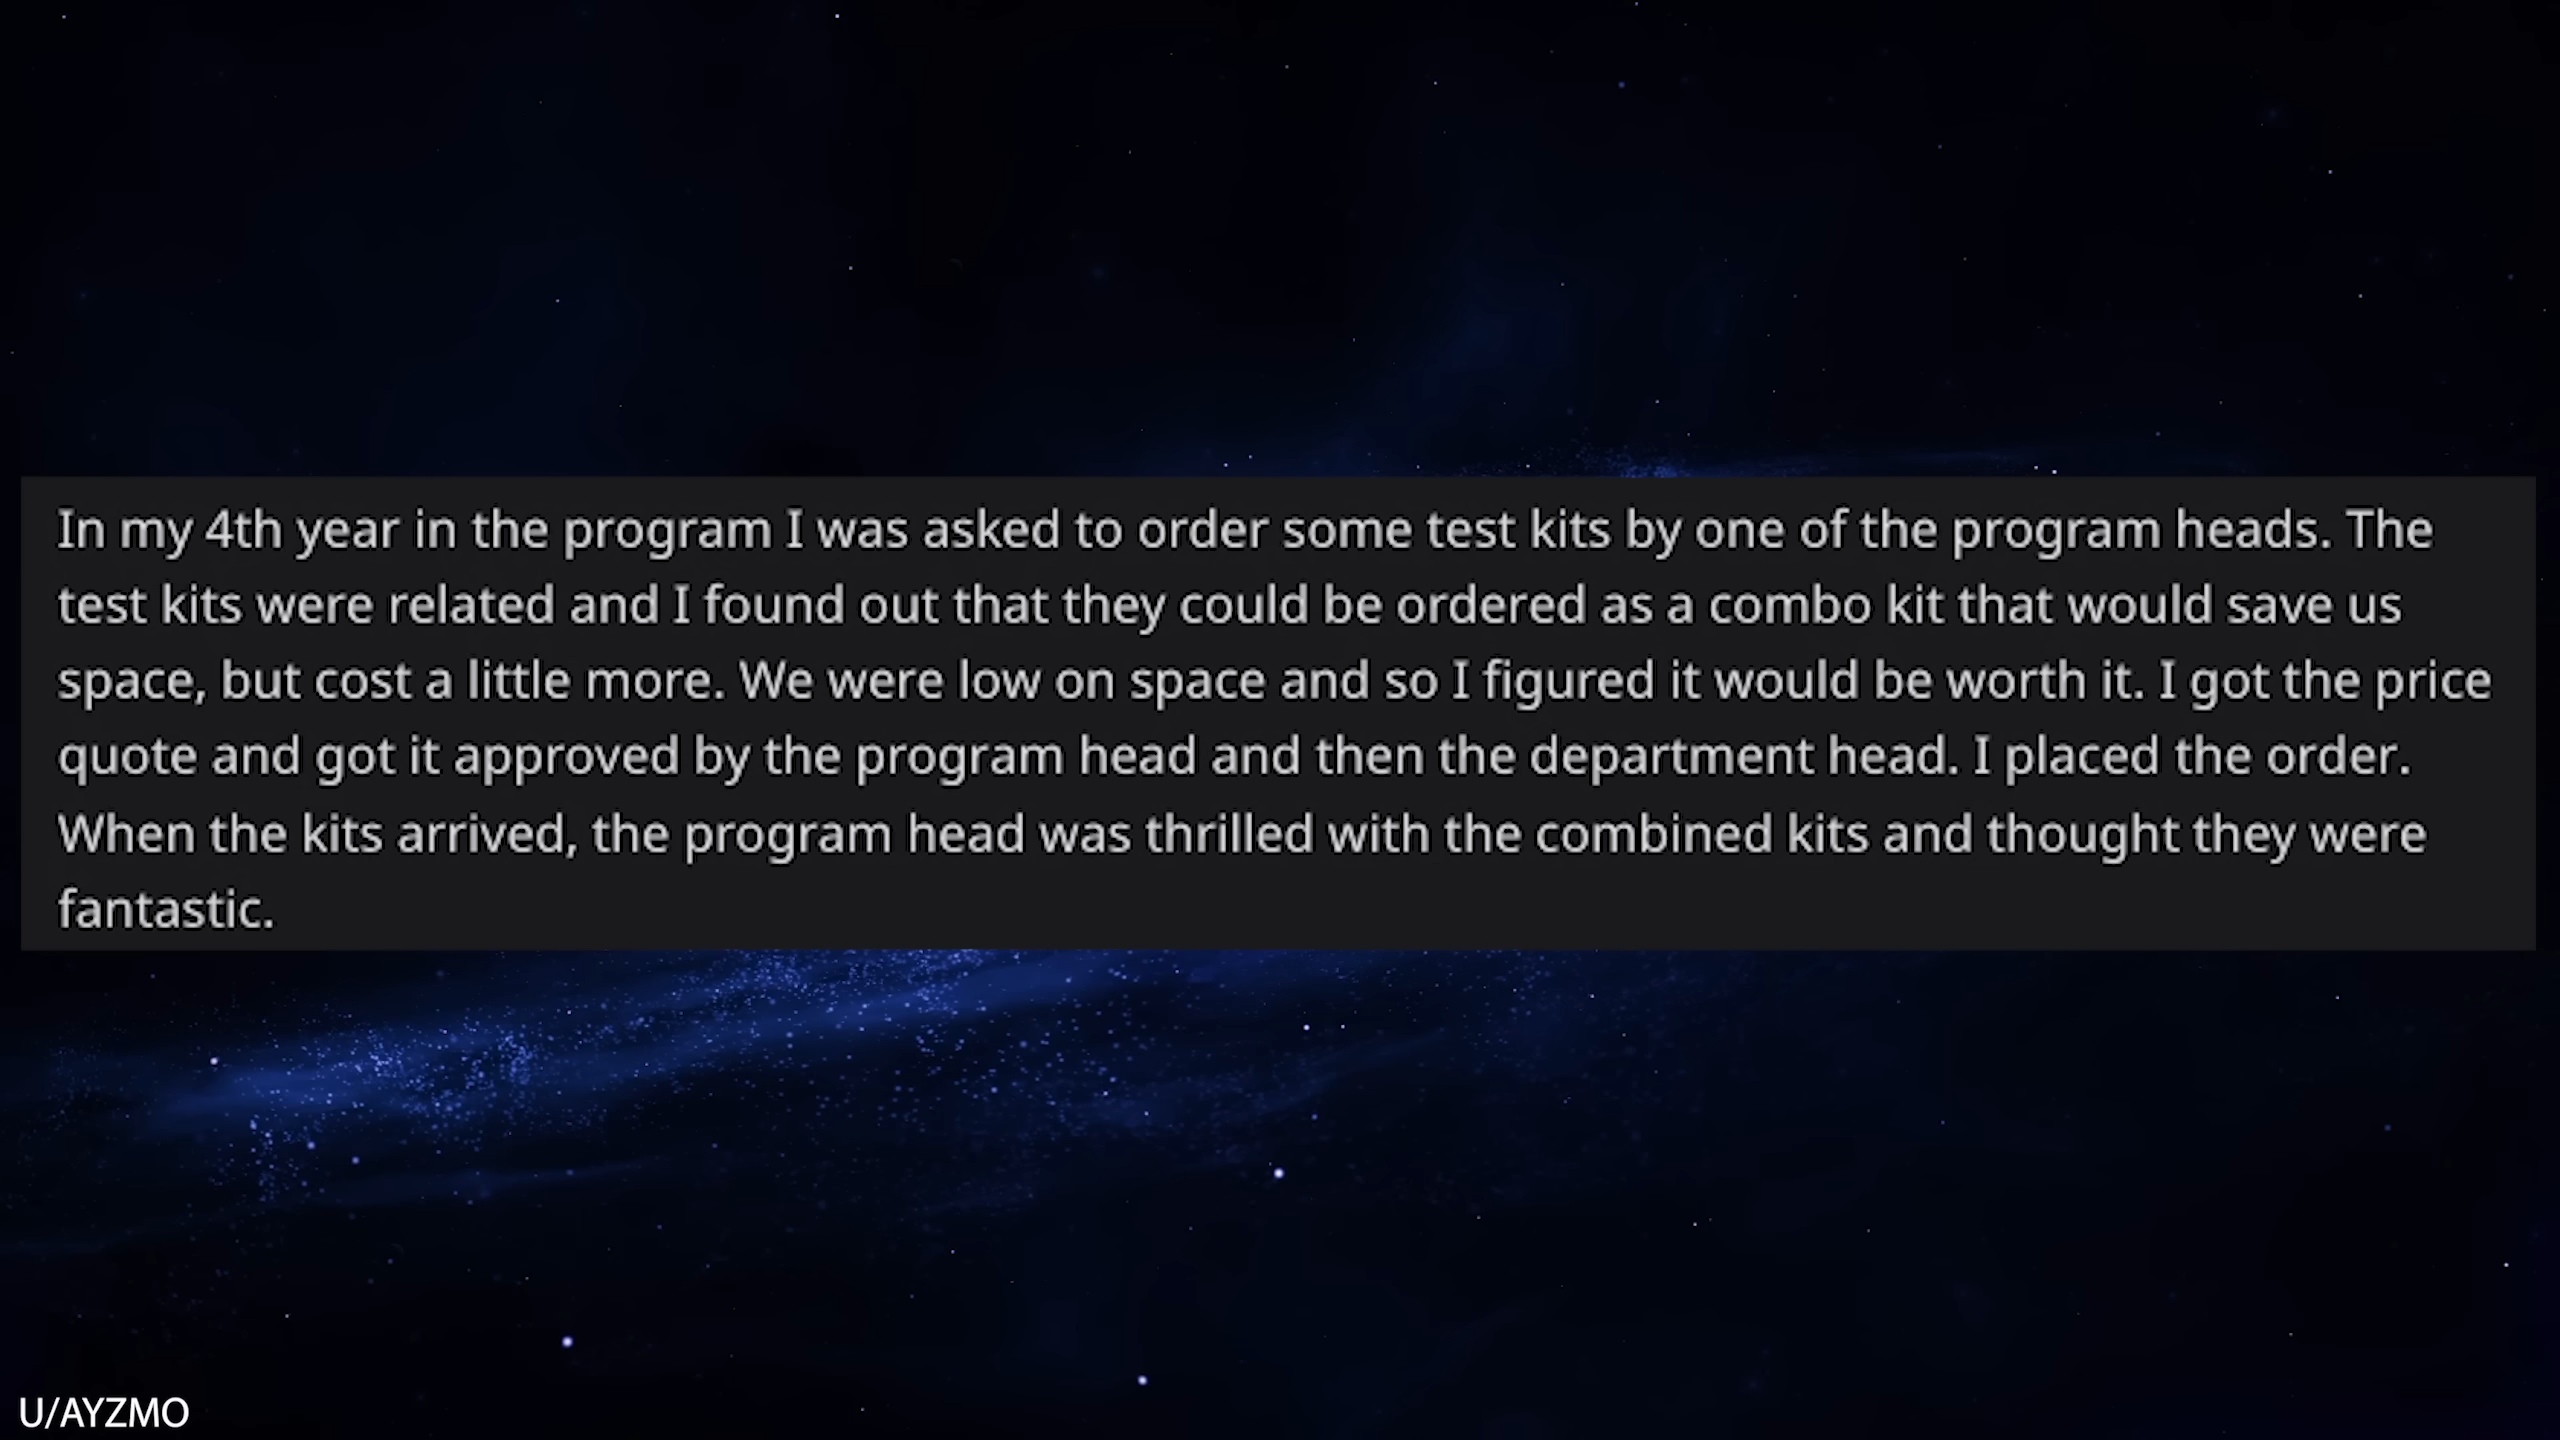 In my 4th year in the program I was asked to order some test kits by one of the program heads. The
test kits were related and I found out that they could be ordered as a combo kit that would save us
space, but cost a little more. We were low on space and so I figured it would be worth it. I got the price
quote and got it approved by the program head and then the department head. I placed the order.
When the kits arrived, the program head was thrilled with the combined kits and thought they were
fantastic.
U/AYZMO